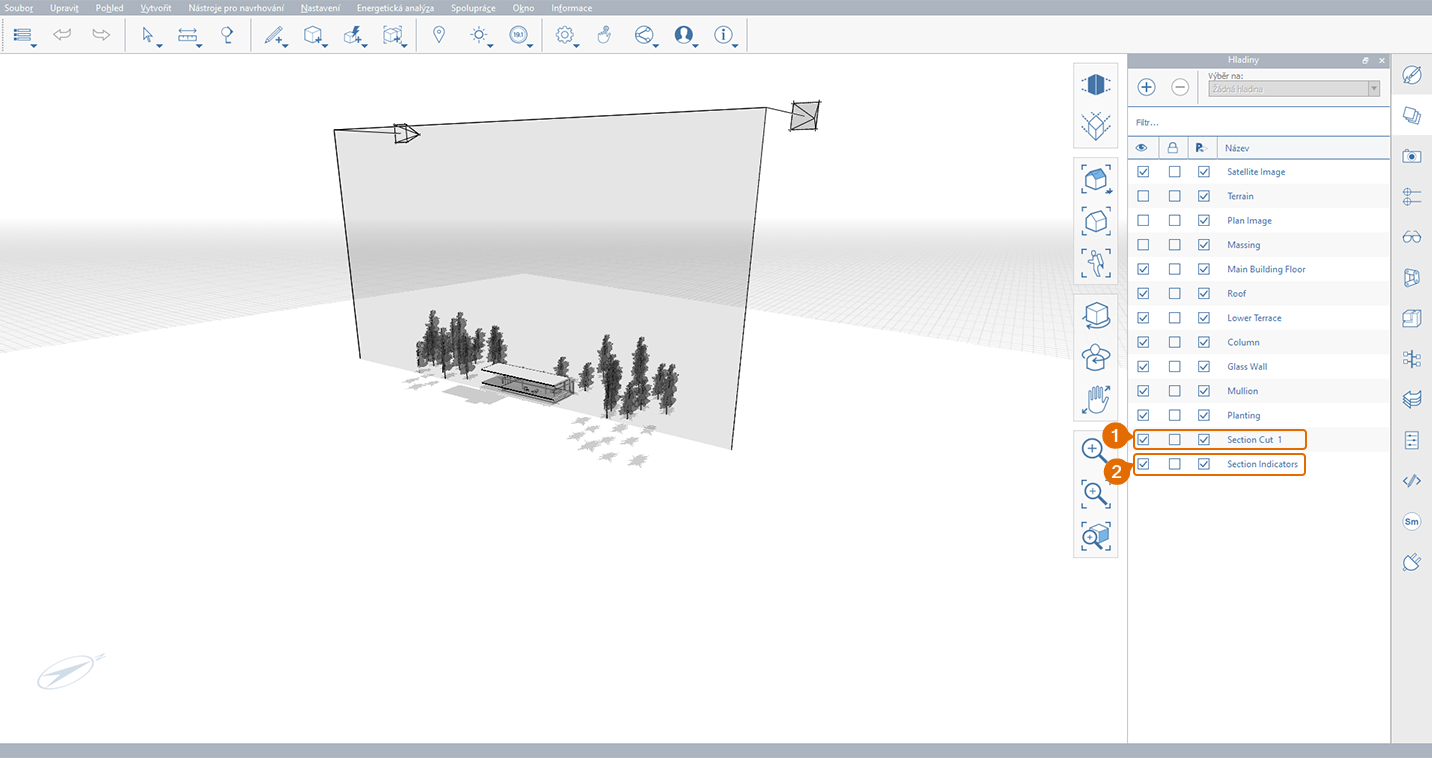 Soubor Upravit Pohled Vytvořit Nástroje pro navrhování Nastavení Energetická analýza Spolupráce Okno Informace
19:1
Hladiny
Výběr na:
Žádná hladina
Filtr...
Název
Satellite Image
Terrain
Plan Image
Massing
Main Building Floor
Roof
Lower Terrace
Column
Glass Wall
Mullion
Planting
1 Section Cut 1
2 Section Indicators
Sm